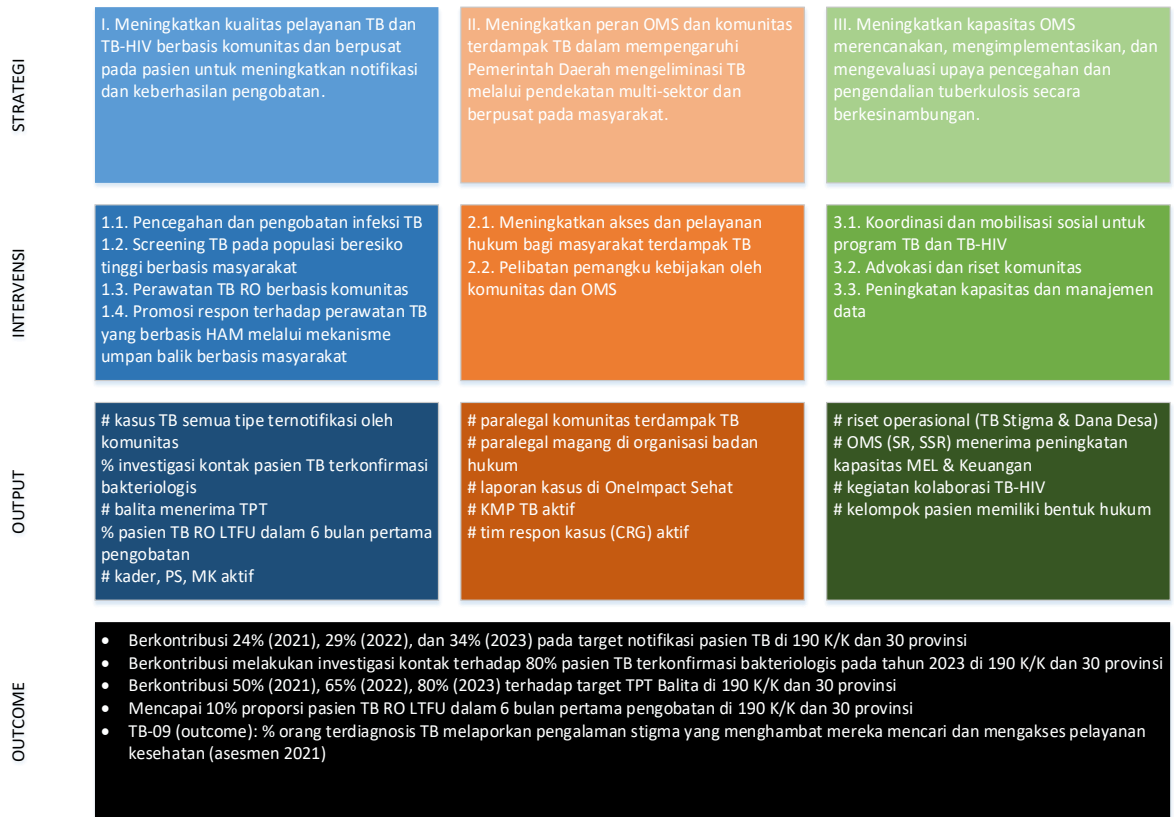 STRATEGI
I. Meningkatkan kualitas pelayanan TB dan
TB-HIV berbasis komunitas dan berpusat
pada pasien untuk meningkatkan notifikasi
dan keberhasilan pengobatan.
II. Meningkatkan peran OMS dan komunitas
terdampak TB dalam mempengaruhi
Pemerintah Daerah mengeliminasi TB
melalui pendekatan multi-sektor dan
berpusat pada masyarakat.
III. Meningkatkan kapasitas OMS
merencanakan, mengimplementasikan, dan
mengevaluasi upaya pencegahan dan
pengendalian tuberkulosis secara
berkesinambungan.
INTERVENSI
1.1. Pencegahan dan pengobatan infeksi TB
1.2. Screening TB pada populasi beresiko
tinggi berbasis masyarakat
1.3. Perawatan TB RO berbasis komunitas
1.4. Promosi respon terhadap perawatan TB
yang berbasis HAM melalui mekanisme
umpan balik berbasis masyarakat
2.1. Meningkatkan akses dan pelayanan
hukum bagi masyarakat terdampak TB
2.2. Pelibatan pemangku kebijakan oleh
komunitas dan OMS
3.1. Koordinasi dan mobilisasi sosial untuk
program TB dan TB-HIV
3.2. Advokasi dan riset komunitas
3.3. Peningkatan kapasitas dan manajemen
data
OUTPUT
# kasus TB semua tipe ternotifikasi oleh
komunitas
% investigasi kontak pasien TB terkonfirmasi
bakteriologis
# balita menerima TPT
% pasien TB RO LTFU dalam 6 bulan pertama
pengobatan
# kader, PS, MK aktif
# paralegal komunitas terdampak TB
# paralegal magang di organisasi badan
hukum
# laporan kasus di OneImpact Sehat
# KMP TB aktif
# tim respon kasus (CRG) aktif
# riset operasional (TB Stigma & Dana Desa)
# OMS (SR, SSR) menerima peningkatan
kapasitas MEL & Keuangan
# kegiatan kolaborasi TB-HIV
# kelompok pasien memiliki bentuk hukum
OUTCOME
• Berkontribusi 24% (2021), 29% (2022), dan 34% (2023) pada target notifikasi pasien TB di 190 K/K dan 30 provinsi
• Berkontribusi melakukan investigasi kontak terhadap 80% pasien TB terkonfirmasi bakteriologis pada tahun 2023 di 190 K/K dan 30 provinsi
• Berkontribusi 50% (2021), 65% (2022), 80% (2023) terhadap target TPT Balita di 190 K/K dan 30 provinsi
• Mencapai 10% proporsi pasien TB RO LTFU dalam 6 bulan pertama pengobatan di 190 K/K dan 30 provinsi
• TB-09 (outcome): % orang terdiagnosis TB melaporkan pengalaman stigma yang menghambat mereka mencari dan mengakses pelayanan
kesehatan (asesmen 2021)